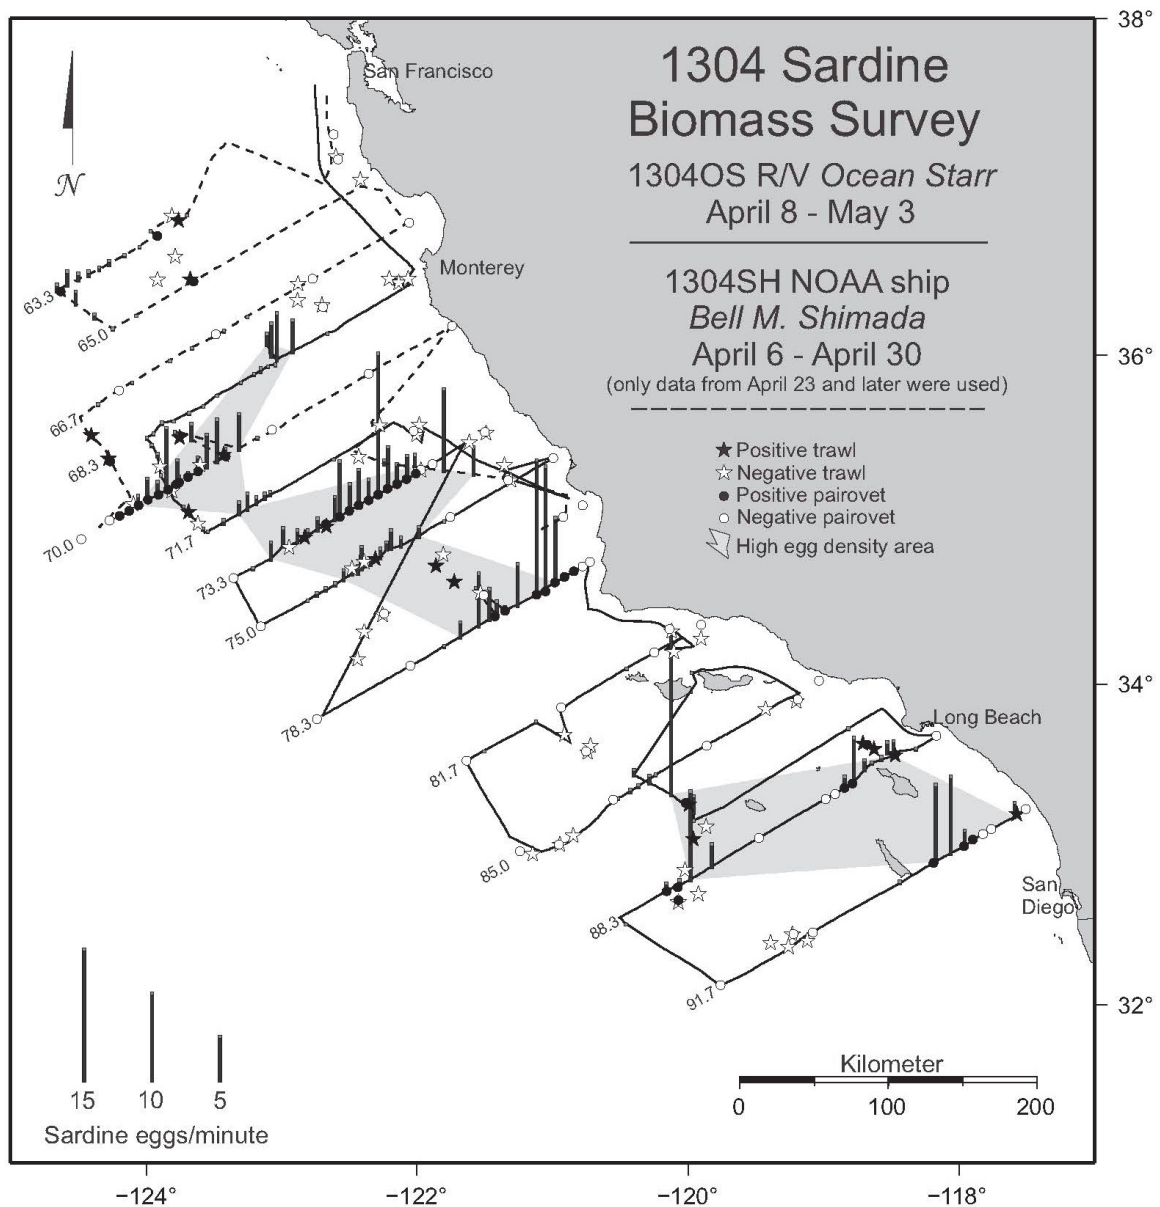 38°
San Francisco
1304 Sardine
Biomass Survey
1304OS R/V Ocean Starr
April 8 - May 3
N
Monterey
1304SH NOAA ship
Bell M. Shimada
April 6 - April 30
(only data from April 23 and later were used)
63.3
65.0
36°
66.7
68.3
Positive trawl
Negative trawl
Positive pairovet
Negative pairovet
High egg density area
70.0
71.7
73.3
75.0
34°
78.3
Long Beach
81.7
85.0
San
Diego
88.3
91.7
32°
Kilometer
0 100 200
15 10 5
Sardine eggs/minute
−124° −122° −120° −118°